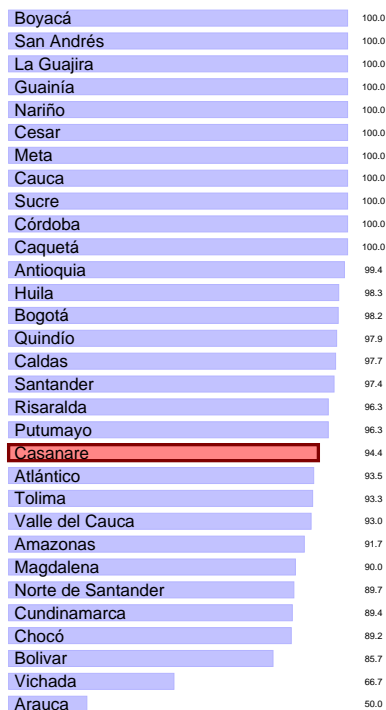 Boyacá 100.0
San Andrés 100.0
La Guajira 100.0
Guainía 100.0
Nariño 100.0
Cesar 100.0
Meta 100.0
Cauca 100.0
Sucre 100.0
Córdoba 100.0
Caquetá 100.0
Antioquia 99.4
Huila 98.3
Bogotá 98.2
Quindío 97.9
Caldas 97.7
Santander 97.4
Risaralda 96.3
Putumayo 96.3
Casanare 94.4
Atlántico 93.5
Tolima 93.3
Valle del Cauca 93.0
Amazonas 91.7
Magdalena 90.0
Norte de Santander 89.7
Cundinamarca 89.4
Chocó 89.2
Bolivar 85.7
Vichada 66.7
Arauca 50.0